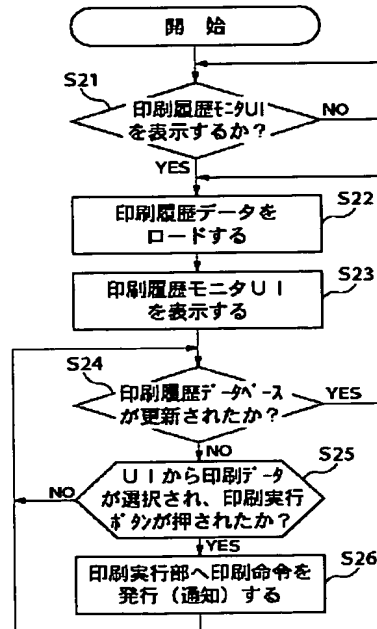 開 始
S21
印刷履歴ﾓﾆﾀUI
を表示するか？
NO
YES
S22
印刷履歴データを
ロードする
S23
印刷履歴モニタＵＩ
を表示する
S24
印刷履歴ﾃﾞｰﾀﾍﾞｰｽ
が更新されたか？
YES
NO
S25
ＵＩから印刷ﾃﾞｰﾀ
が選択され、印刷実行
ﾎﾞﾀﾝが押されたか？
NO
YES
S26
印刷実行部へ印刷命令を
発行（通知）する